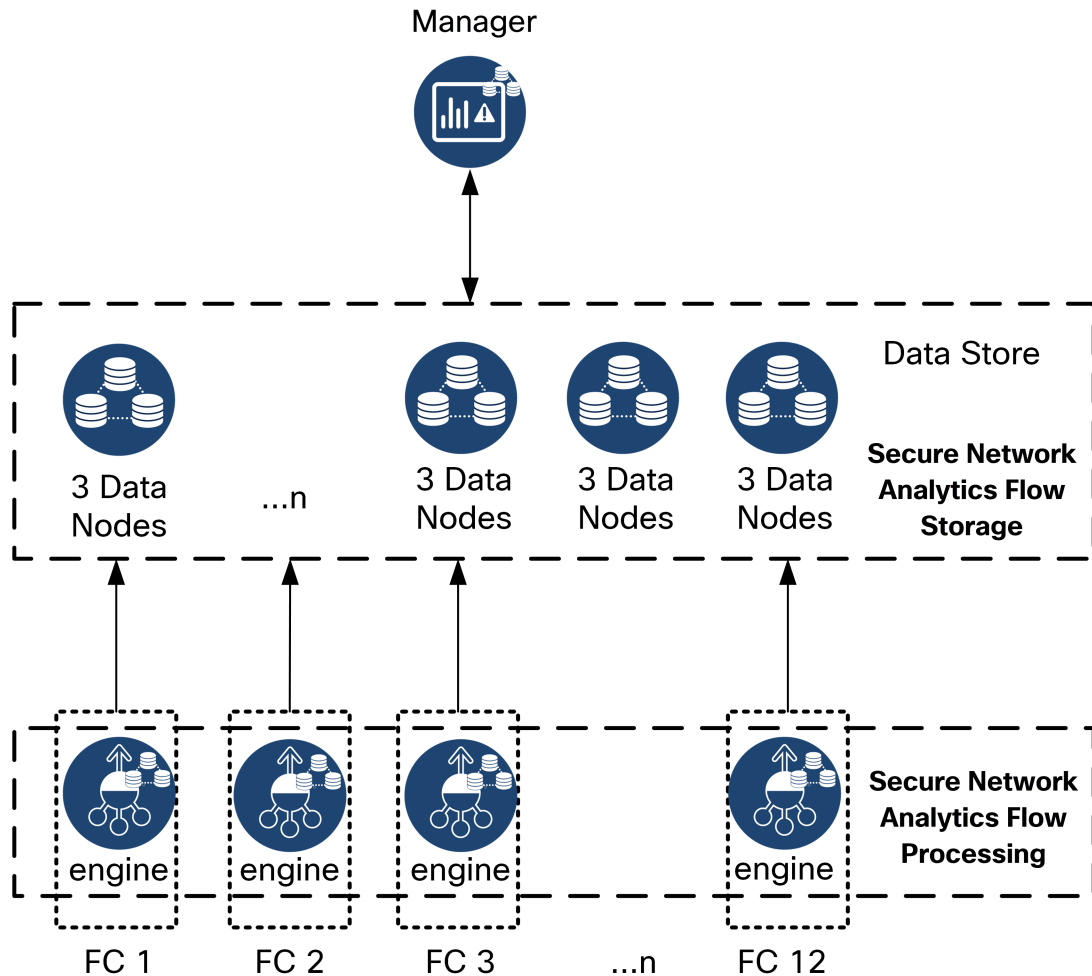 Manager
Data Store
3 Data
Nodes
...n
3 Data
Nodes
3 Data
Nodes
3 Data
Nodes
Secure Network
Analytics Flow
Storage
engine
engine
engine
engine
Secure Network
Analytics Flow
Processing
FC 1
FC 2
FC 3
...n
FC 12